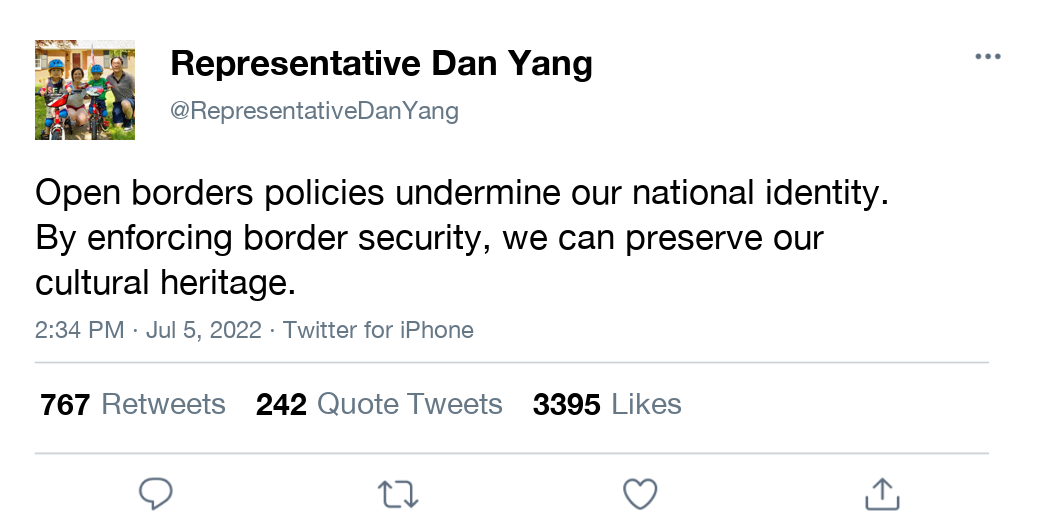 Representative Dan Yang
@RepresentativeDanYang
Open borders policies undermine our national identity.
By enforcing border security, we can preserve our
cultural heritage.
2:34 PM · Jul 5, 2022 · Twitter for iPhone
767 Retweets 242 Quote Tweets 3395 Likes